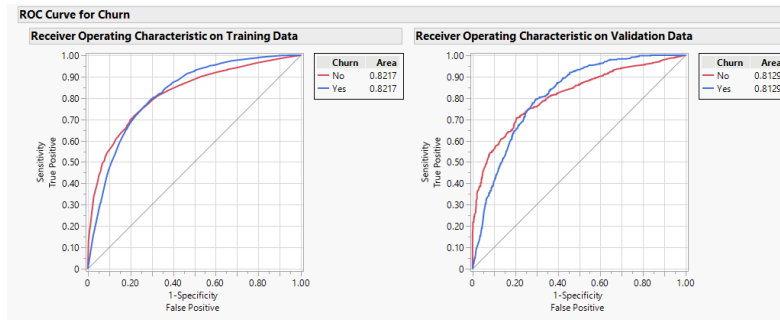 ROC Curve for Churn
Receiver Operating Characteristic on Training Data
1.00
0.90
0.80
0.70
0.60
0.50
0.40
0.30
0.20
0.10
0
Sensitivity
True Positive
0 0.20 0.40 0.60 0.80 1.00
1-Specificity
False Positive
Churn Area
No 0.8217
Yes 0.8217
Receiver Operating Characteristic on Validation Data
1.00
0.90
0.80
0.70
0.60
0.50
0.40
0.30
0.20
0.10
0
Sensitivity
True Positive
0 0.20 0.40 0.60 0.80 1.00
1-Specificity
False Positive
Churn Area
No 0.8129
Yes 0.8129